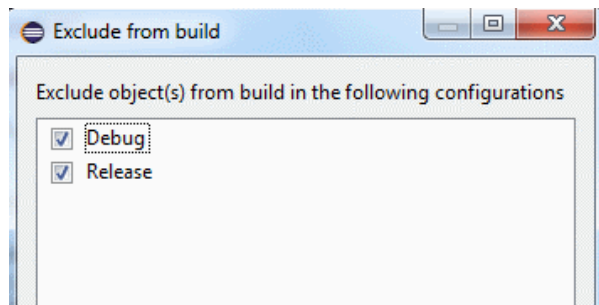 Exclude from build
Exclude object(s) from build in the following configurations
Debug
Release